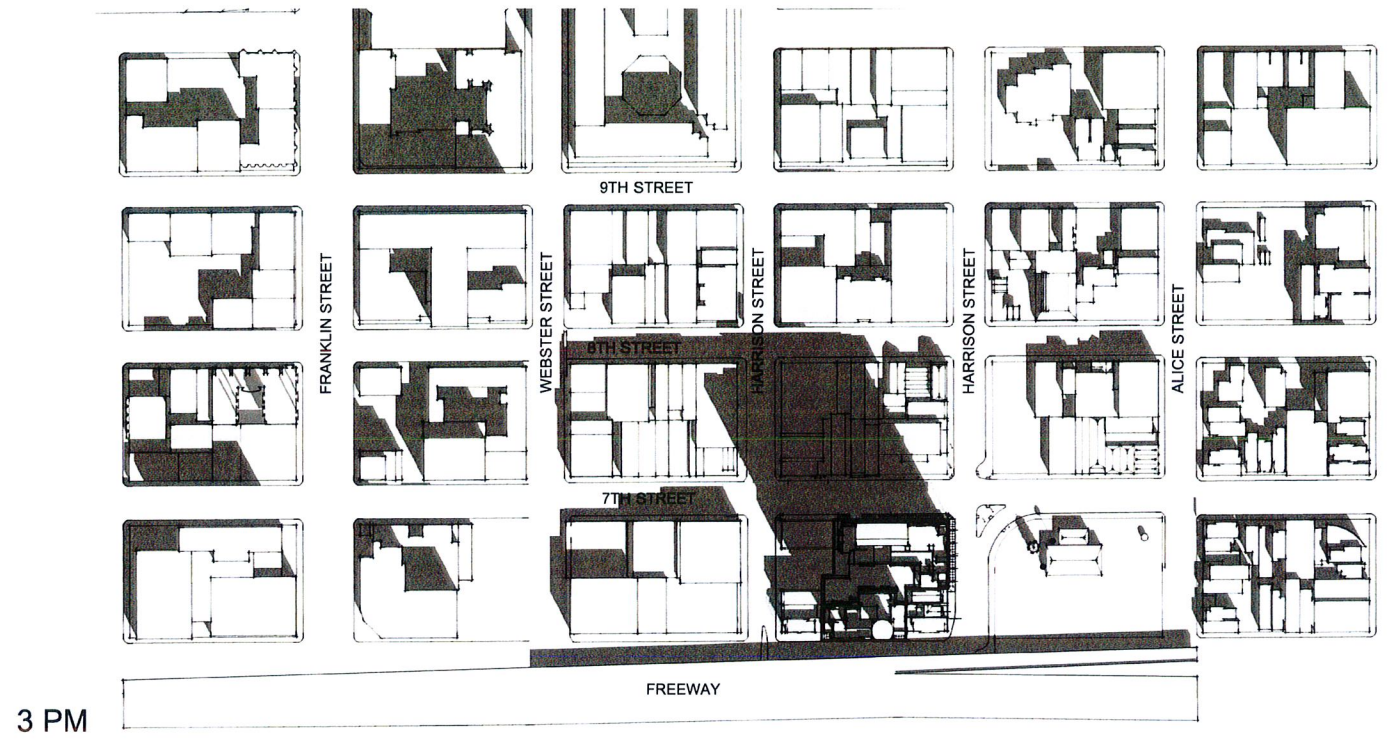 9TH STREET
FRANKLIN STREET
WEBSTER STREET
HARRISON STREET
HARRISON STREET
ALICE STREET
8TH STREET
7TH STREET
FREEWAY
3 PM